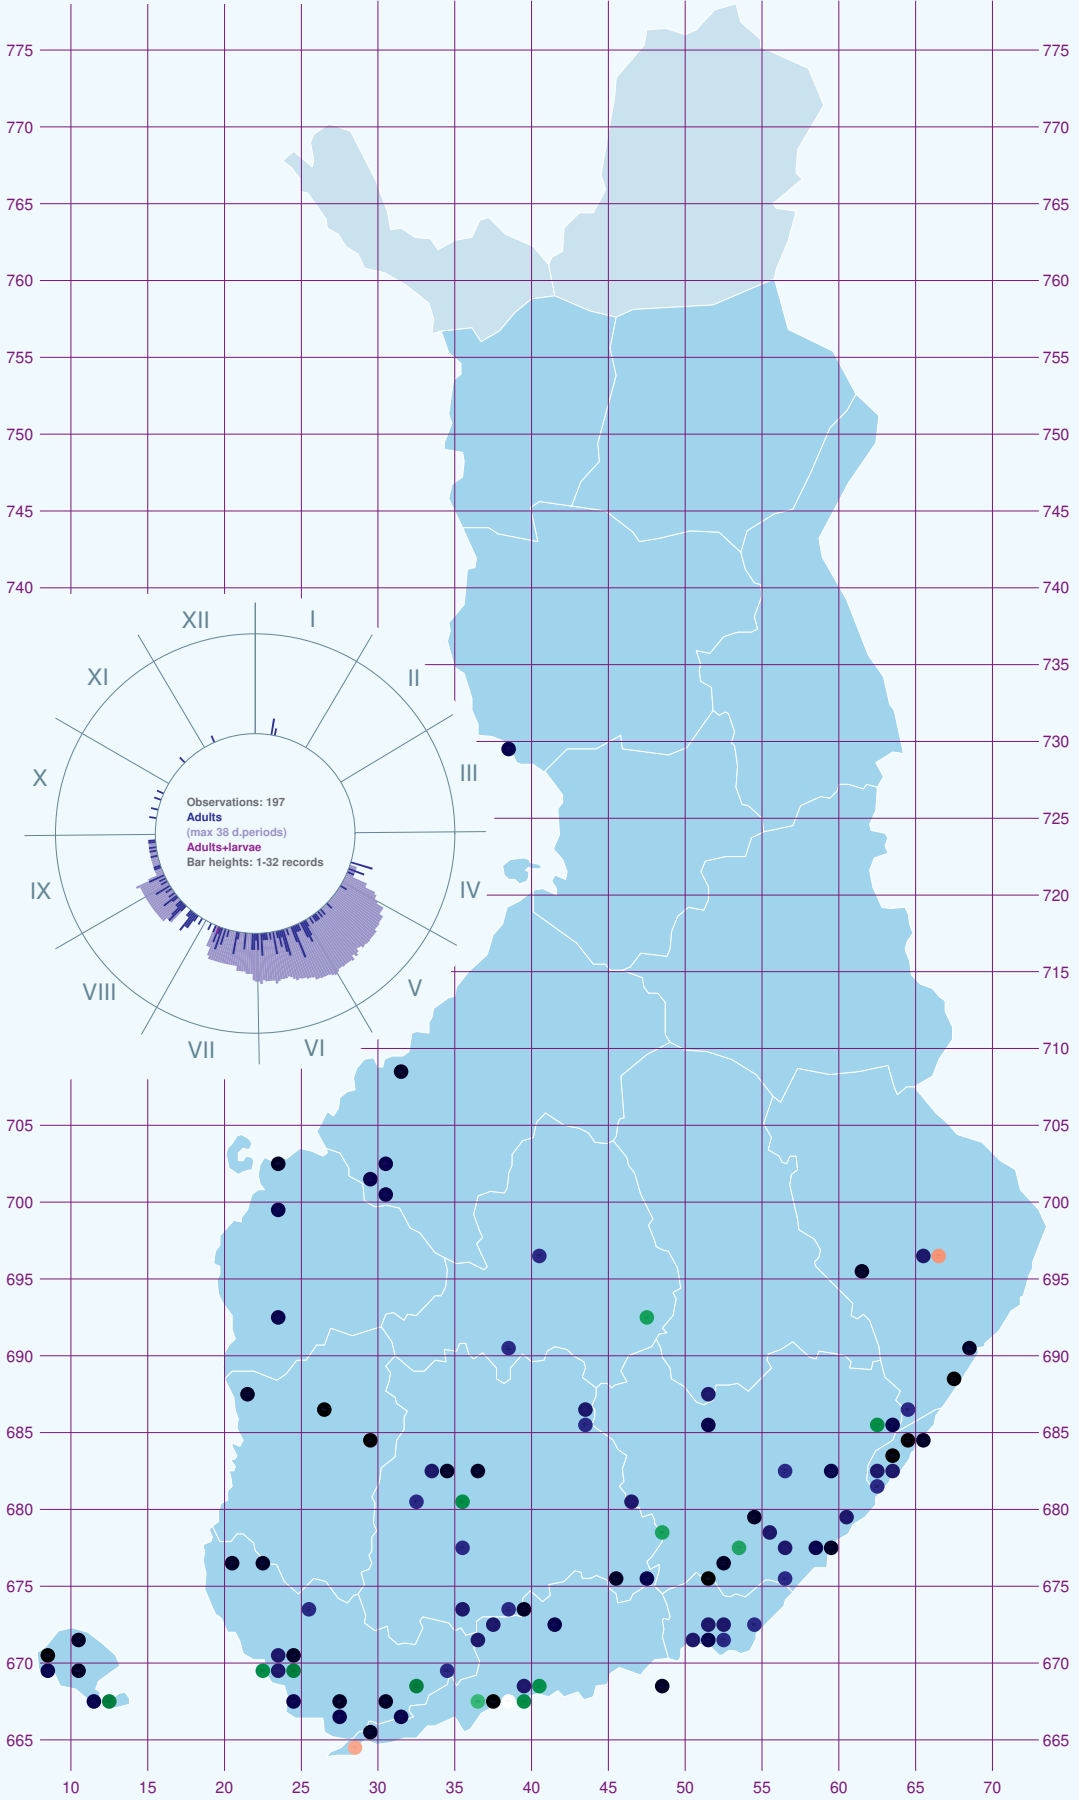 775 775
770 770
765 765
760 760
755 755
750 750
745 745
740 740
XII I
XI II
735
730
X III
725
Observations: 197
Adults
(max 38 d.periods)
Adults+larvae
Bar heights: 1-32 records
IX IV
720
715
VIII V
VII VI
710
705 705
700 700
695 695
690 690
685 685
680 680
675 675
670 670
665 665
10 15 20 25 30 35 40 45 50 55 60 65 70